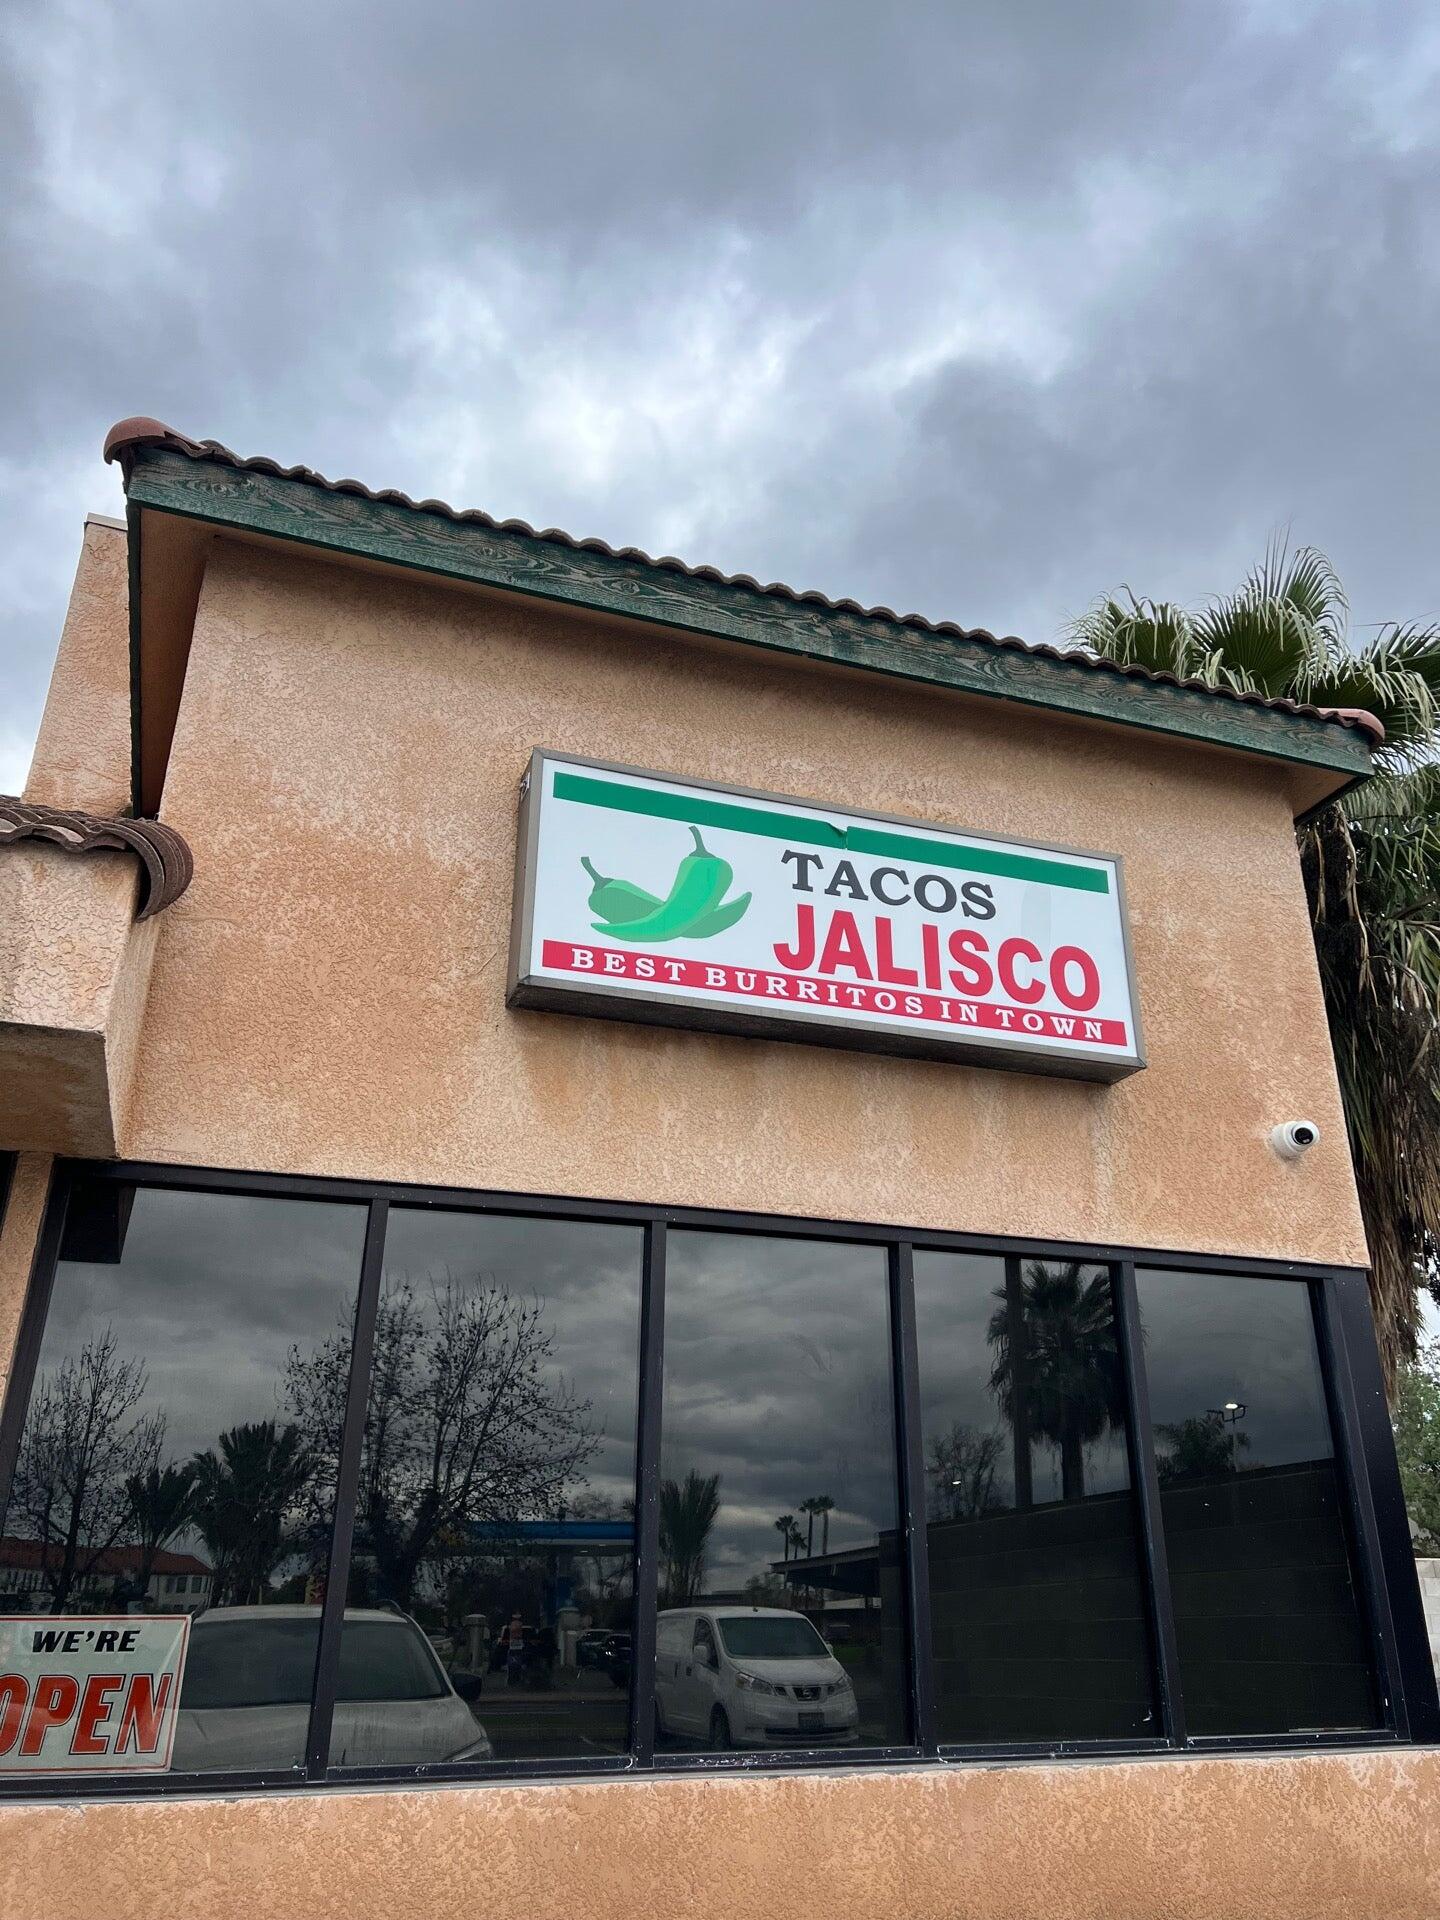 TACOS
JALISCO
BEST BURRITOS IN TOWN
WE'RE
OPEN